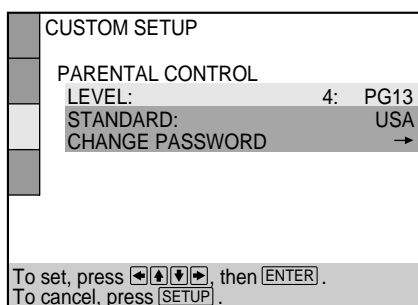 CUSTOM SETUP
PARENTAL CONTROL
LEVEL: 4: PG13
STANDARD: USA
CHANGE PASSWORD →
To set, press ←↑↓→, then ENTER.
To cancel, press SETUP.